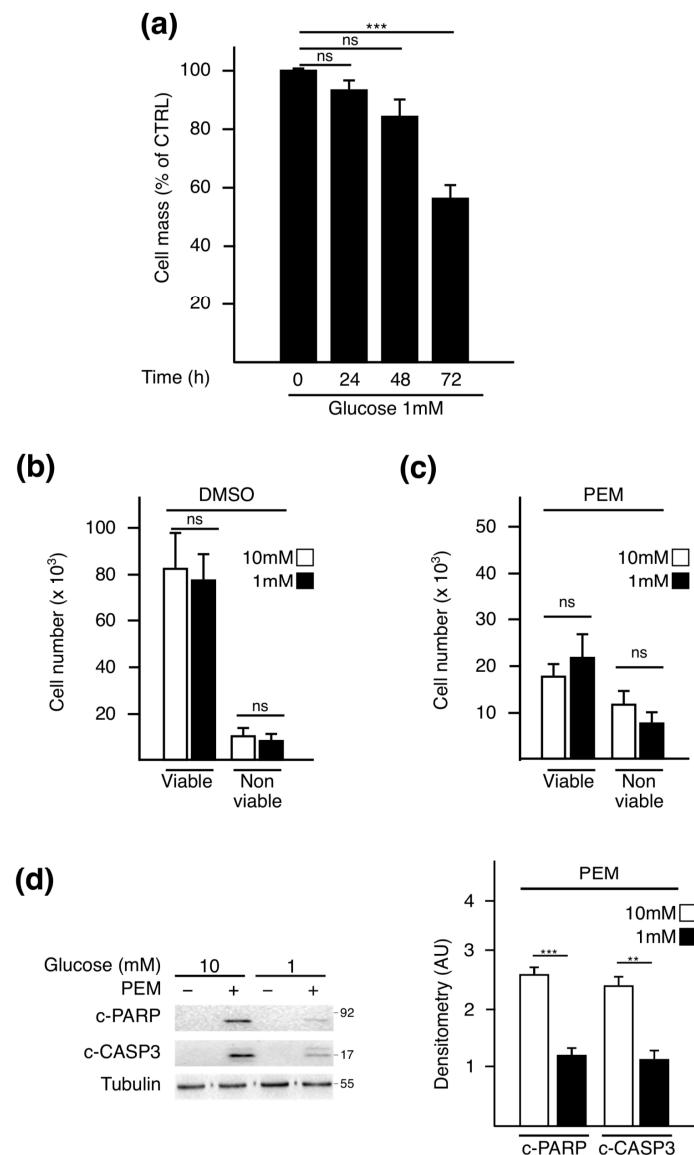 (a)
***
ns
ns
100
80
60
40
20
Cell mass (% of CTRL)
Time (h) 0 24 48 72
Glucose 1mM
(b)
DMSO
ns
100
80
60
40
20
Cell number (x 10³)
10mM
1mM
ns
Viable Non
viable
(c)
PEM
50
40
30
20
10
Cell number (x 10³)
10mM
1mM
ns
ns
Viable Non
viable
(d)
Glucose (mM) 10 1
PEM – + – +
c-PARP 92
c-CASP3 17
Tubulin 55
PEM
4
3
2
1
Densitometry (AU)
10mM
1mM
***
**
c-PARP c-CASP3